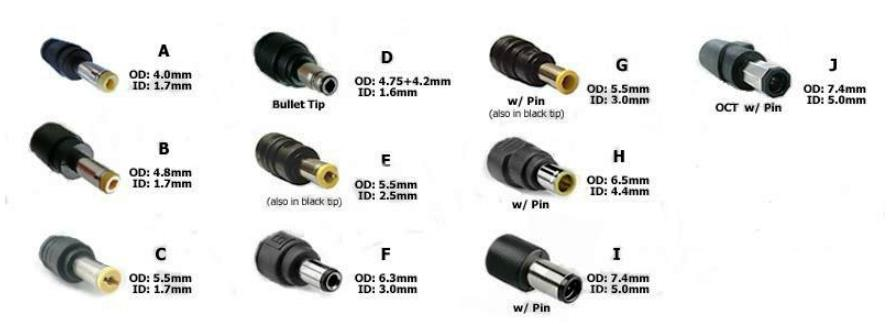 A
OD: 4.0mm
ID: 1.7mm
B
OD: 4.8mm
ID: 1.7mm
C
OD: 5.5mm
ID: 1.7mm
D
OD: 4.75+4.2mm
ID: 1.6mm
Bullet Tip
E
OD: 5.5mm
ID: 2.5mm
(also in black tip)
F
OD: 6.3mm
ID: 3.0mm
G
OD: 5.5mm
ID: 3.0mm
w/ Pin
(also in black tip)
H
OD: 6.5mm
ID: 4.4mm
w/ Pin
I
OD: 7.4mm
ID: 5.0mm
w/ Pin
J
OD: 7.4mm
ID: 5.0mm
OCT w/ Pin